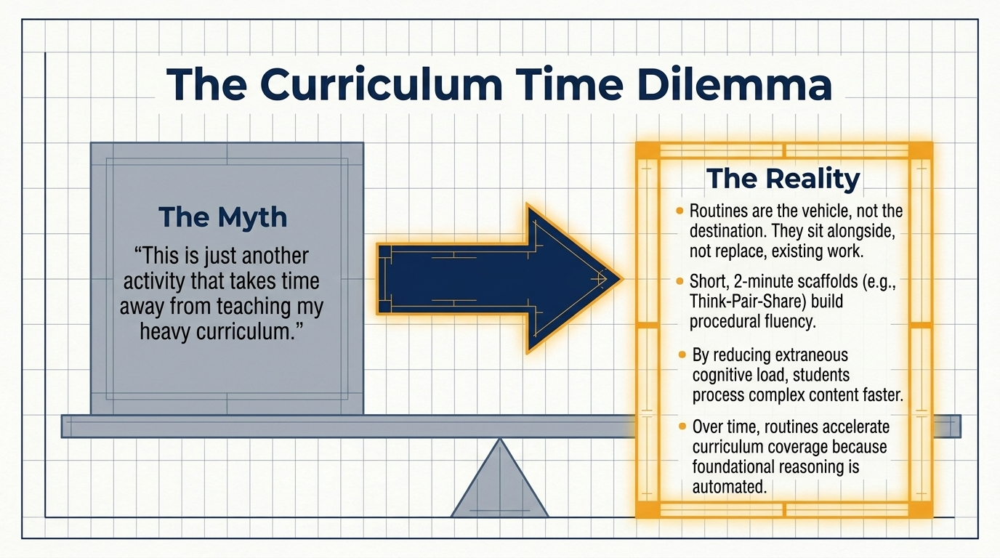 The Curriculum Time Dilemma
The Myth
“This is just another
activity that takes time
away from teaching my
heavy curriculum.”
The Reality
• Routines are the vehicle, not the
destination. They sit alongside,
not replace, existing work.
• Short, 2-minute scaffolds (e.g.,
Think-Pair-Share) build
procedural fluency.
• By reducing extraneous
cognitive load, students
process complex content faster.
• Over time, routines accelerate
curriculum coverage because
foundational reasoning is
automated.